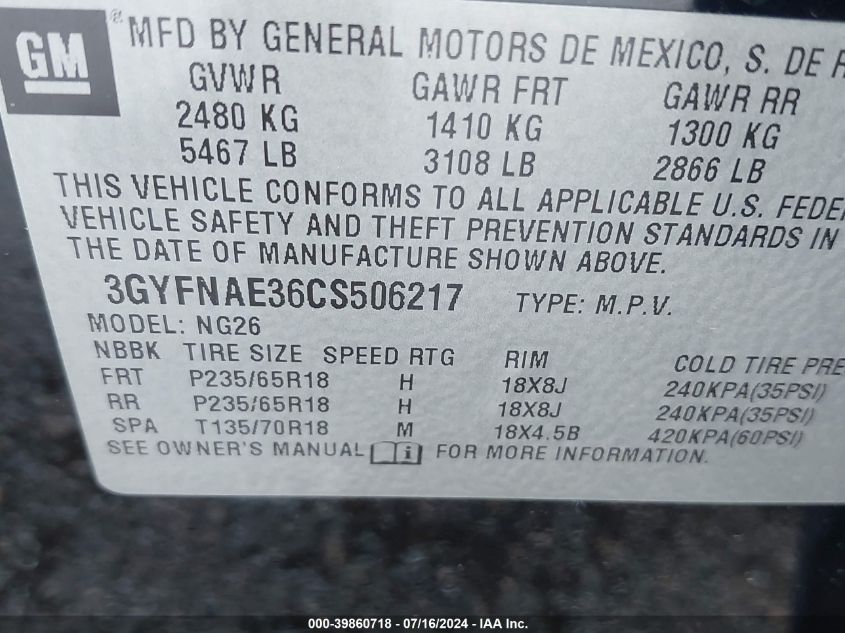 GM ® MFD BY GENERAL MOTORS DE MEXICO, S. DE
GVWR GAWR FRT GAWR RR
2480 KG 1410 KG 1300 KG
5467 LB 3108 LB 2866 LB
THIS VEHICLE CONFORMS TO ALL APPLICABLE U.S.
VEHICLE SAFETY AND THEFT PREVENTION STANDARDS IN
THE DATE OF MANUFACTURE SHOWN ABOVE.
3GYFNAE36CS506217 TYPE: M.P.V.
MODEL: NG26
NBBK TIRE SIZE SPEED RTG RIM COLD TIRE
FRT P235/65R18 H 18X8J 240KPA(35PSI)
RR P235/65R18 H 18X8J 240KPA(35PSI)
SPA T135/70R18 M 18X4.5B 420KPA(60PSI)
SEE OWNER'S MANUAL i FOR MORE INFORMATION.
000-39860718 / 07/16/2024 - IAA Inc.